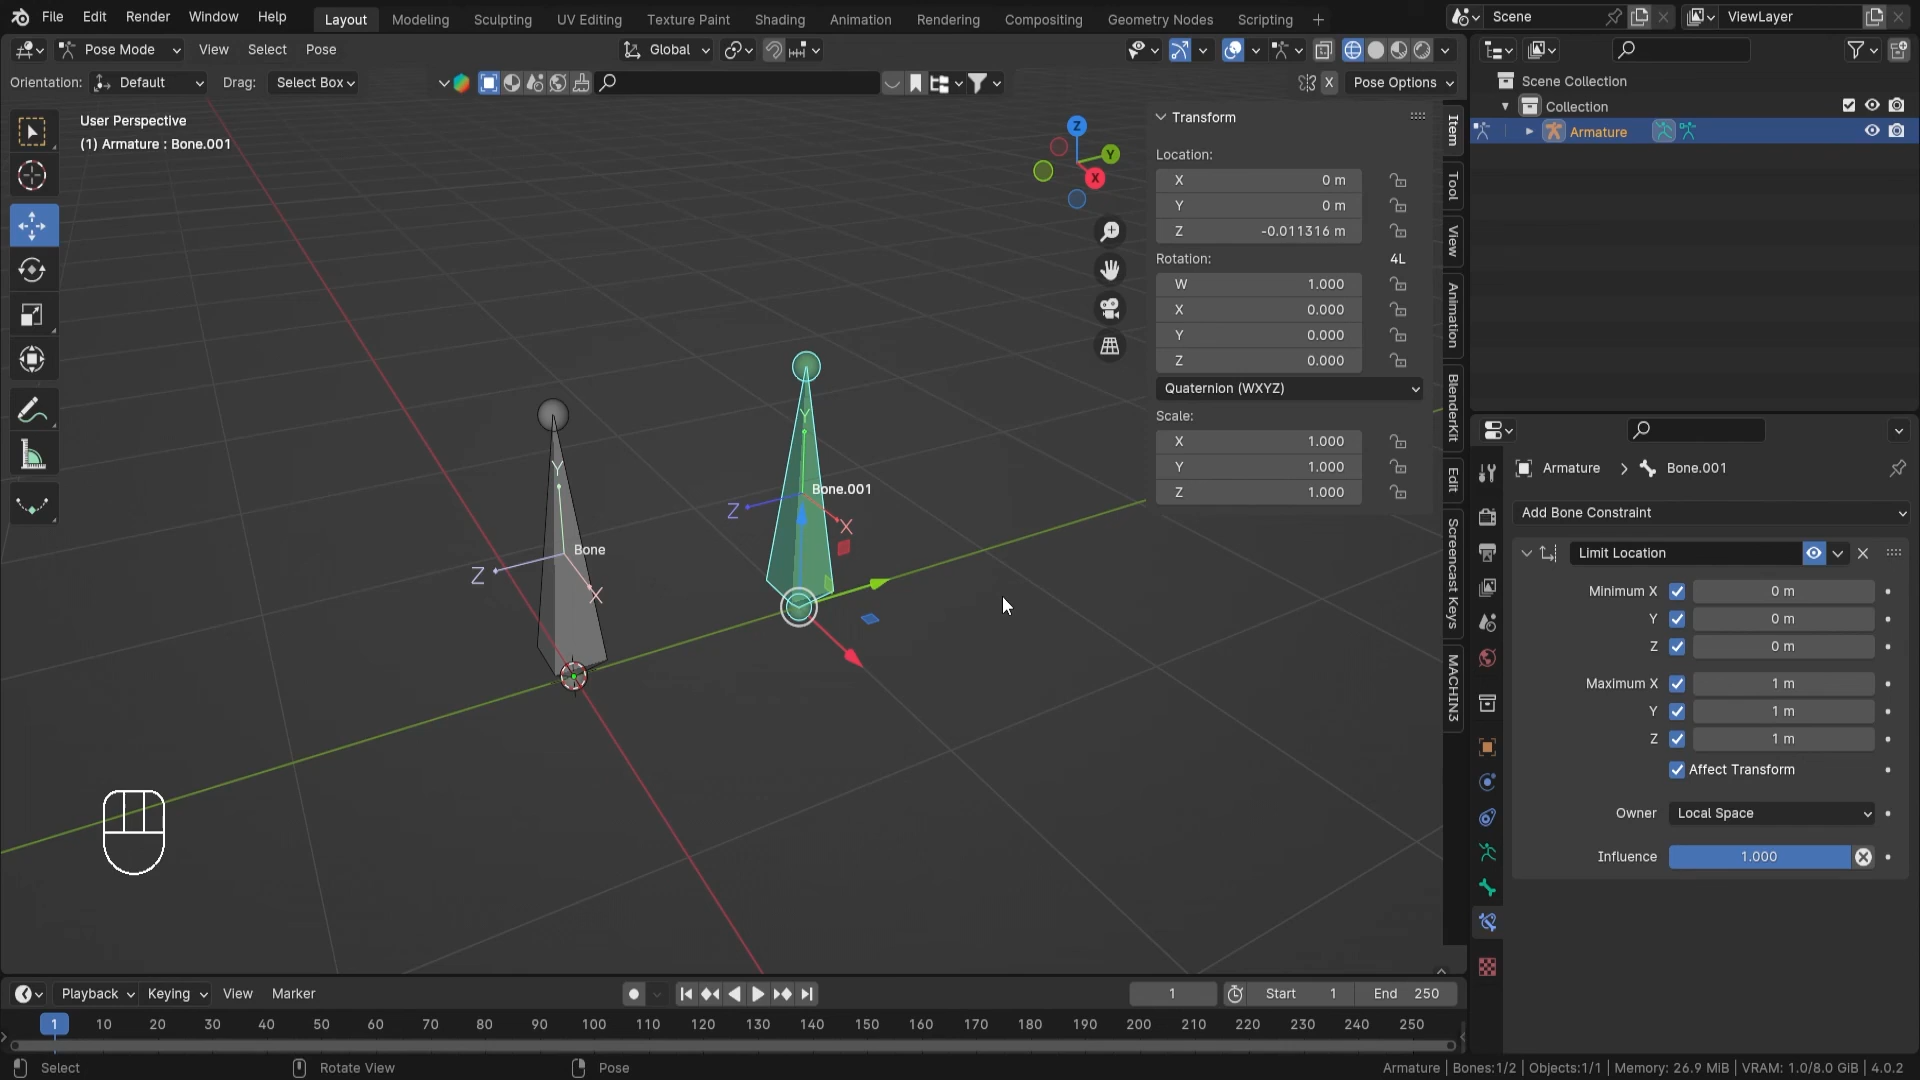 File Edit Render Window Help Layout Modeling Sculpting UV Editing Texture Paint Shading Animation Rendering Compositing Geometry Nodes Scripting + Scene ViewLayer
Pose Mode View Select Pose Global
Orientation: Default Drag: Select Box X Pose Options
User Perspective
(1) Armature : Bone.001
Z
Y
X
Bone.001
Y
Z
X
Bone
Y
Z
X
Transform
Location:
X 0 m
Y 0 m
Z -0.011316 m
Rotation: 4L
W 1.000
X 0.000
Y 0.000
Z 0.000
Quaternion (WXYZ)
Scale:
X 1.000
Y 1.000
Z 1.000
Item
Tool
View
Animation
BlenderKit
Edit
Screencast Keys
MACHIN3
Scene Collection
Collection
Armature
Armature Bone.001
Add Bone Constraint
Limit Location
Minimum X 0 m
Y 0 m
Z 0 m
Maximum X 1 m
Y 1 m
Z 1 m
Affect Transform
Owner Local Space
Influence 1.000
Playback Keying View Marker 1 Start 1 End 250
1 10 20 30 40 50 60 70 80 90 100 110 120 130 140 150 160 170 180 190 200 210 220 230 240 250
Select Rotate View Pose Armature | Bones:1/2 | Objects:1/1 | Memory: 26.9 MiB | VRAM: 1.0/8.0 GiB | 4.0.2